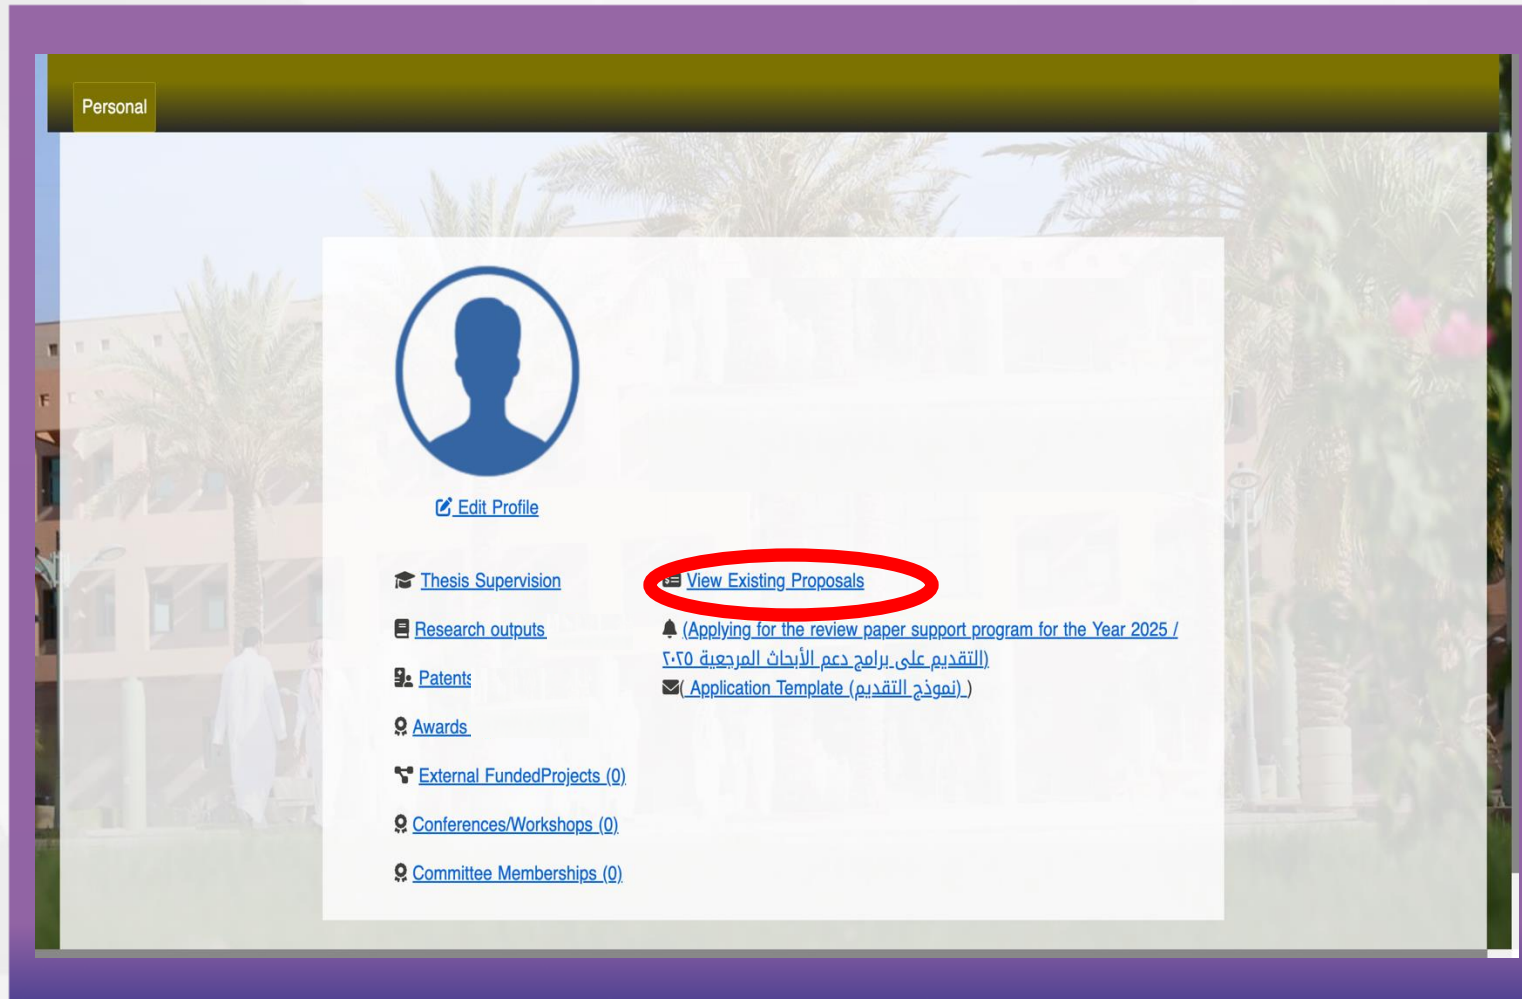 Personal
Edit Profile
Thesis Supervision
Research outputs
Patents
Awards
External FundedProjects (0)
Conferences/Workshops (0)
Committee Memberships (0)
View Existing Proposals
(Applying for the review paper support program for the Year 2025 /
التقديم على برامج دعم الأبحاث المرجعية ٢٠٢٥)
( Application Template (نموذج التقديم) )